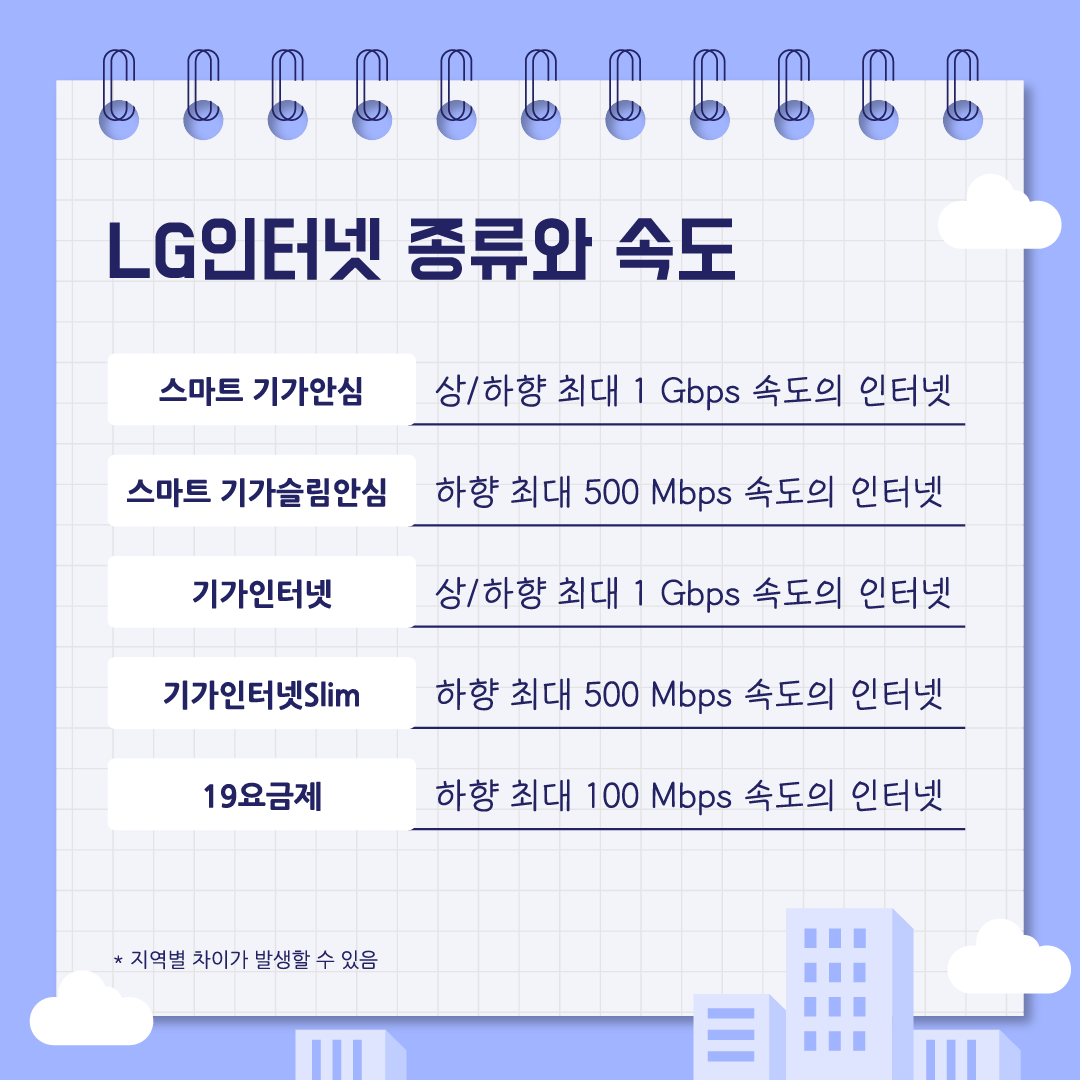 LG인터넷 종류와 속도
스마트 기가안심 상/하향 최대 1 Gbps 속도의 인터넷
스마트 기가슬림안심 하향 최대 500 Mbps 속도의 인터넷
기가인터넷 상/하향 최대 1 Gbps 속도의 인터넷
기가인터넷Slim 하향 최대 500 Mbps 속도의 인터넷
19요금제 하향 최대 100 Mbps 속도의 인터넷
* 지역별 차이가 발생할 수 있음